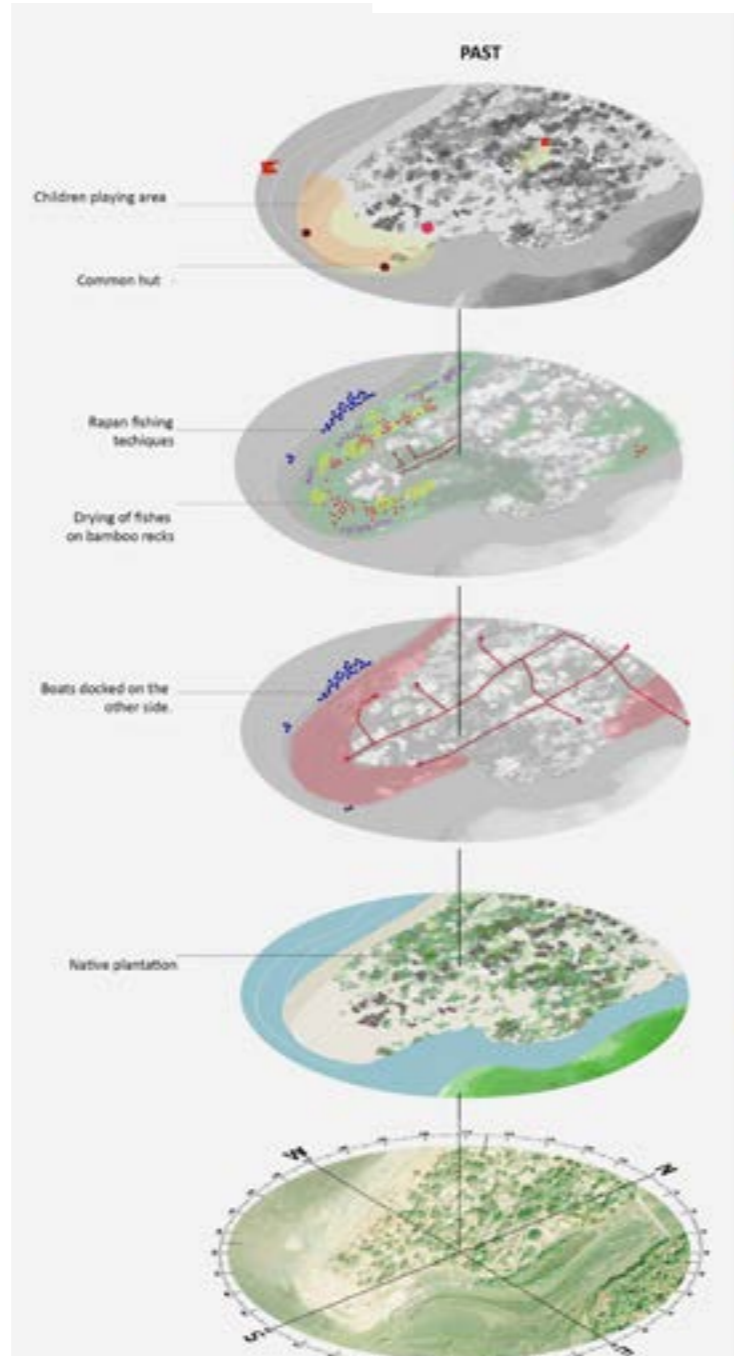 PAST
Children playing area
Common hut
Rapan fishing
techiques
Drying of fishes
on bamboo recks
Boats docked on the
other side.
Native plantation
W
N
S
E